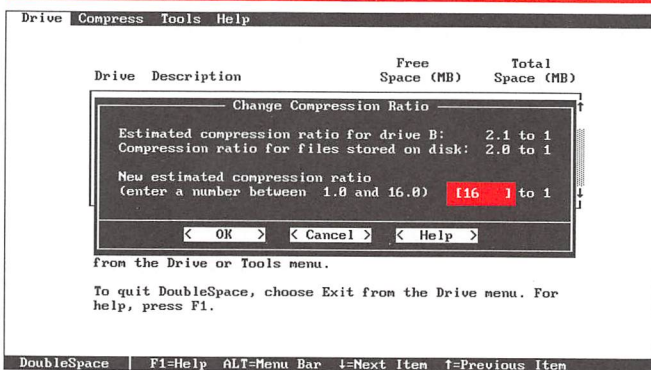 Drive Compress Tools Help
Free Total
Drive Description Space (MB) Space (MB)
Change Compression Ratio
Estimated compression ratio for drive B: 2.1 to 1
Compression ratio for files stored on disk: 2.0 to 1
New estimated compression ratio
(enter a number between 1.0 and 16.0) [16 ] to 1
< OK > < Cancel > < Help >
from the Drive or Tools menu.
To quit DoubleSpace, choose Exit from the Drive menu. For
help, press F1.
DoubleSpace | F1=Help ALT=Menu Bar ↓=Next Item ↑=Previous Item